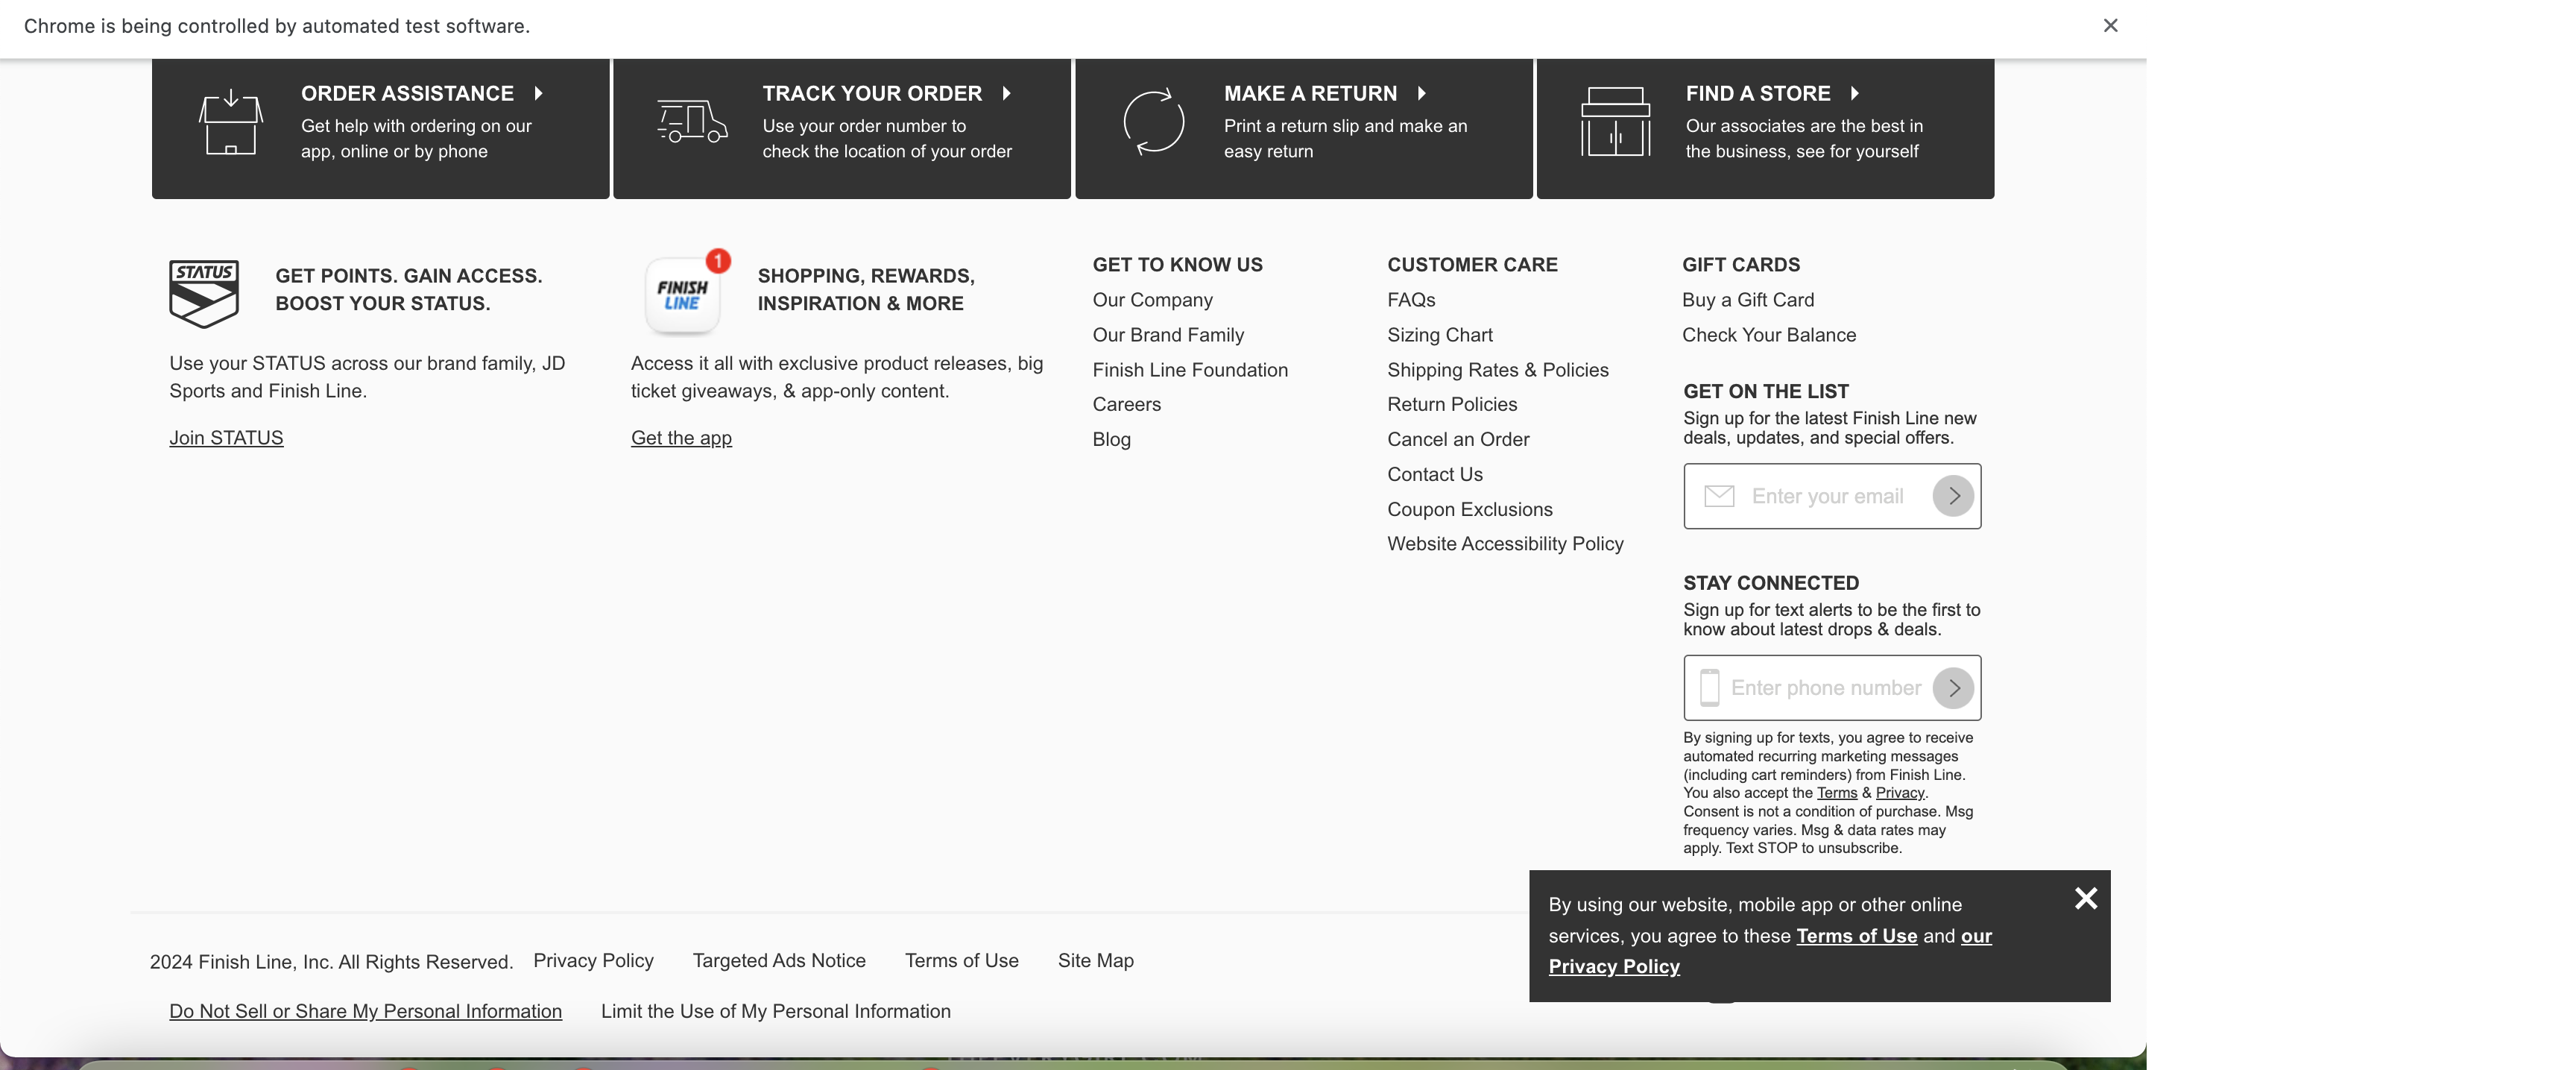 Chrome is being controlled by automated test software.
ORDER ASSISTANCE
Get help with ordering on our
app, online or by phone
TRACK YOUR ORDER
Use your order number to
check the location of your order
MAKE A RETURN
Print a return slip and make an
easy return
FIND A STORE
Our associates are the best in
the business, see for yourself
STATUS
GET POINTS. GAIN ACCESS.
BOOST YOUR STATUS.
Use your STATUS across our brand family, JD
Sports and Finish Line.
Join STATUS
1
FINISH
LINE
SHOPPING, REWARDS,
INSPIRATION & MORE
Access it all with exclusive product releases, big
ticket giveaways, & app-only content.
Get the app
GET TO KNOW US
Our Company
Our Brand Family
Finish Line Foundation
Careers
Blog
CUSTOMER CARE
FAQs
Sizing Chart
Shipping Rates & Policies
Return Policies
Cancel an Order
Contact Us
Coupon Exclusions
Website Accessibility Policy
GIFT CARDS
Buy a Gift Card
Check Your Balance
GET ON THE LIST
Sign up for the latest Finish Line new
deals, updates, and special offers.
Enter your email
STAY CONNECTED
Sign up for text alerts to be the first to
know about latest drops & deals.
Enter phone number
By signing up for texts, you agree to receive
automated recurring marketing messages
(including cart reminders) from Finish Line.
You also accept the Terms & Privacy.
Consent is not a condition of purchase. Msg
frequency varies. Msg & data rates may
apply. Text STOP to unsubscribe.
By using our website, mobile app or other online
services, you agree to these Terms of Use and our
Privacy Policy
2024 Finish Line, Inc. All Rights Reserved.
Privacy Policy
Targeted Ads Notice
Terms of Use
Site Map
Do Not Sell or Share My Personal Information
Limit the Use of My Personal Information